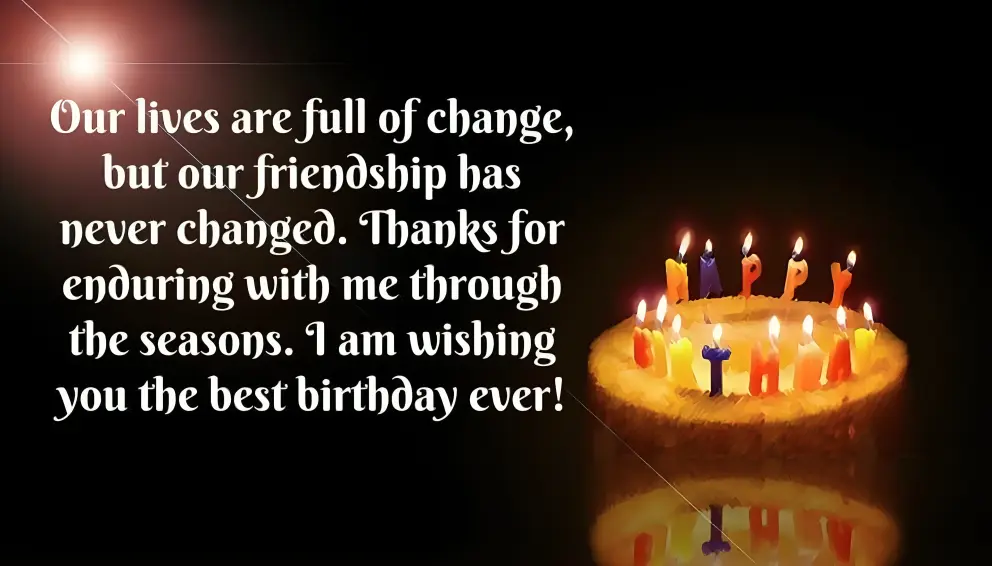 Our lives are full of change,
but our friendship has
never changed. Thanks for
enduring with me through
the seasons. I am wishing
you the best birthday ever!
HAPPY